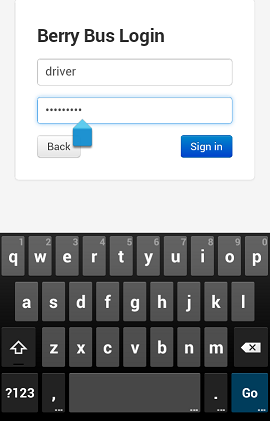 Berry Bus Login
driver
•••••••••
Back
Sign in
1 2 3 4 5 6 7 8 9 0
q w e r t y u i o p
a s d f g h j k l
z x c v b n m
?123 , ... ... . ... Go